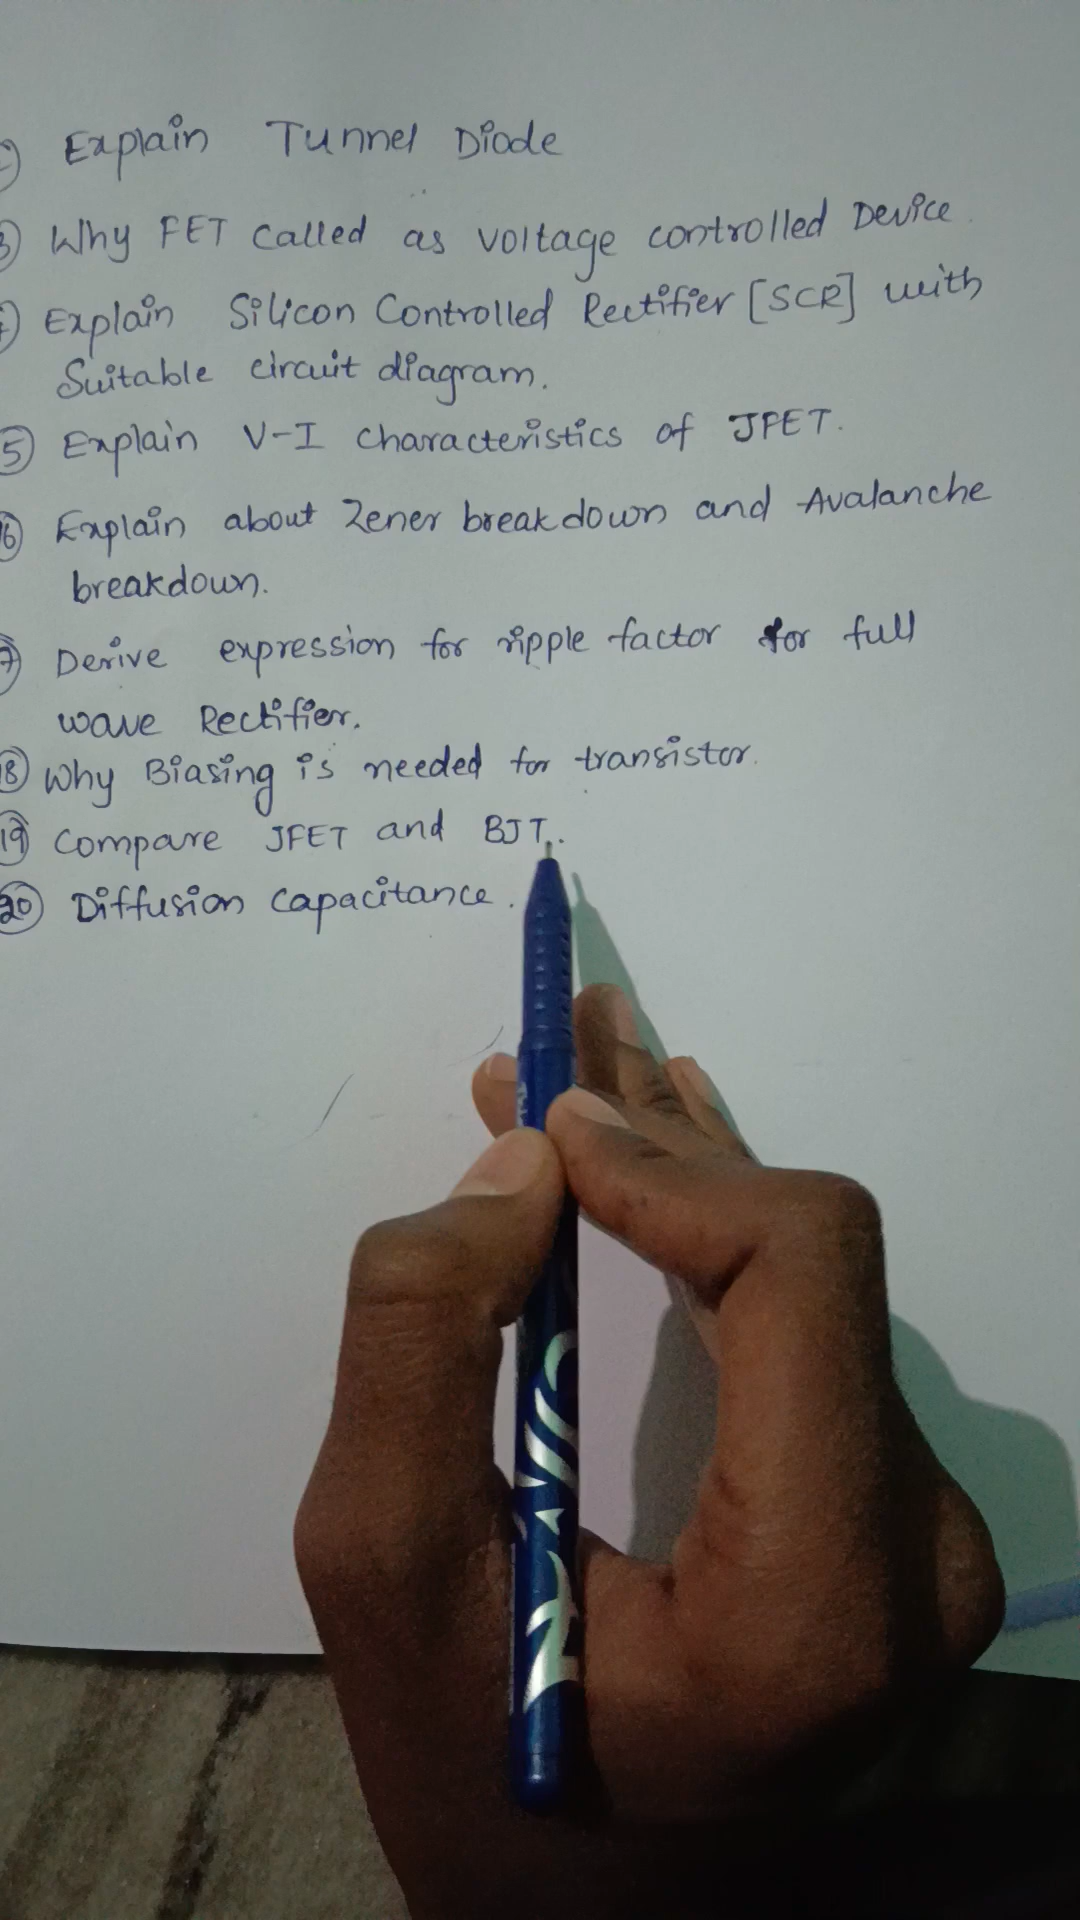 Explain Tunnel Diode
Why FET called as voltage controlled Device.
Explain Silicon Controlled Rectifier [SCR] with
Suitable circuit diagram.
5) Explain V-I characteristics of JFET.
16 Explain about Zener breakdown and Avalanche
breakdown.
7) Derive expression for ripple factor for full
wave Rectifier.
18 Why Biasing is needed for transistor.
19 Compare JFET and BJT.
20 Diffusion capacitance.